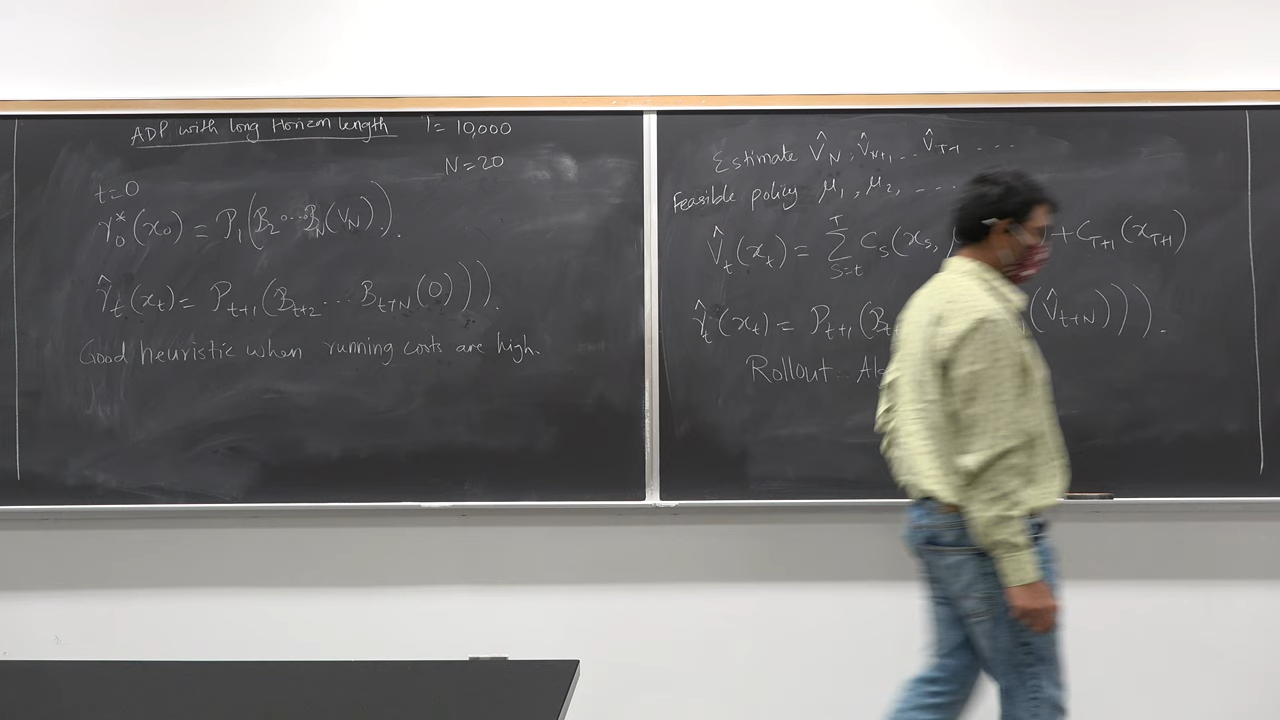 ADP with long Horizon length T = 10,000
N = 20
t=0
γ₀*(x₀) = P₁(B₂ ... B_N(V_N)).
γ̂_t(x_t) = P_{t+1}(B_{t+2} ... B_{t+N}(0))).
Good heuristic when running costs are high.
Estimate V̂_N, V̂_{N+1} ... V̂_{T+1} ....
Feasible policy μ₁, μ₂, ....
V̂_t(x_t) = Σ_{s=t}^{T} C_s(x_s, ) + C_{T+1}(x_{T+1})
γ̂_t(x_t) = P_{t+1}(B (V̂_{t+N}))).
Rollout